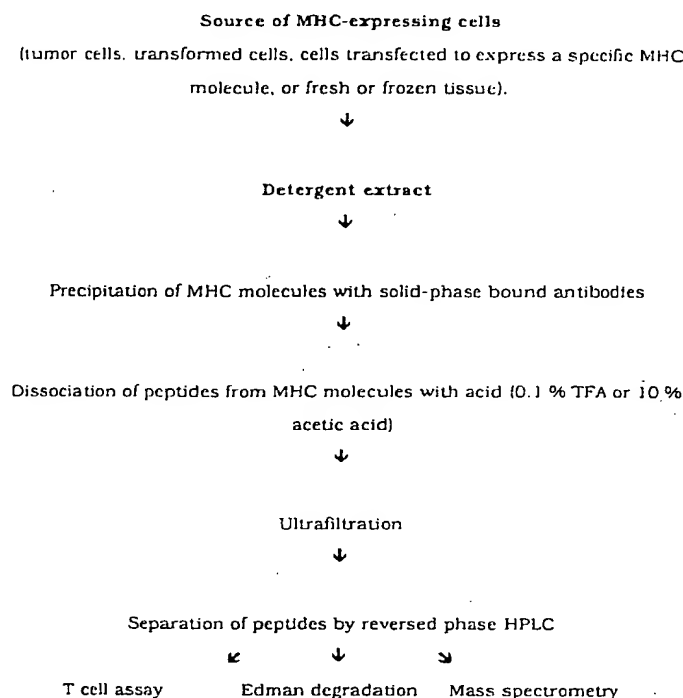 Source of MHC-expressing cells
(tumor cells. transformed cells, cells transfected to express a specific MHC
molecule, or fresh or frozen tissue).
↓
Detergent extract
↓
Precipitation of MHC molecules with solid-phase bound antibodies
↓
Dissociation of peptides from MHC molecules with acid (0.1 % TFA or 10 %
acetic acid)
↓
Ultrafiltration
↓
Separation of peptides by reversed phase HPLC
↙ ↓ ↘
T cell assay Edman degradation Mass spectrometry